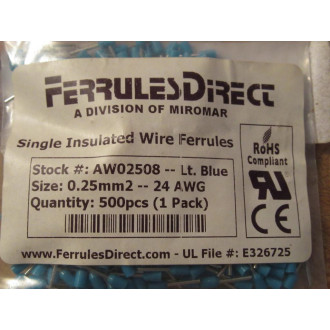 FERRULESDIRECT
A DIVISION OF MIROMAR
Single Insulated Wire Ferrules
Stock #: AW02508 -- Lt. Blue
Size: 0.25mm2 -- 24 AWG
Quantity: 500pcs (1 Pack)
RoHS
Compliant
RU
CE
www.FerrulesDirect.com - UL File #: E326725